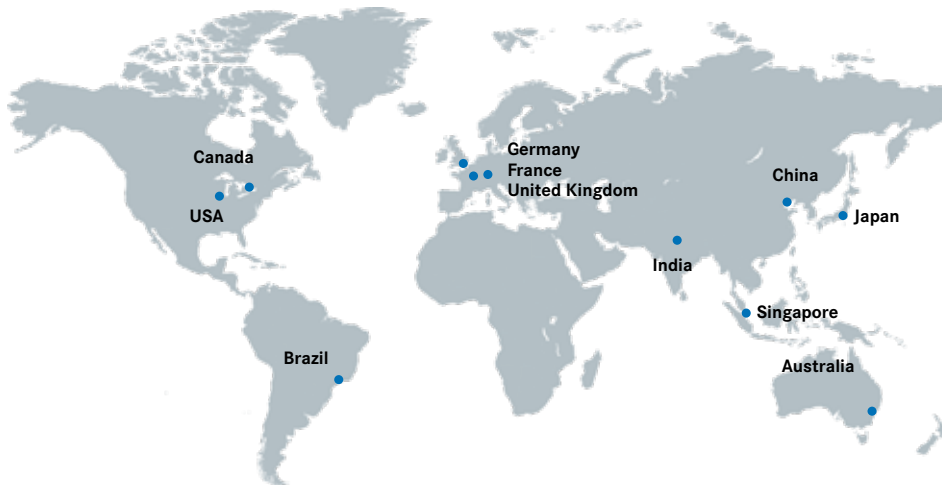 Canada
USA
Germany
France
United Kingdom
China
Japan
India
Singapore
Brazil
Australia